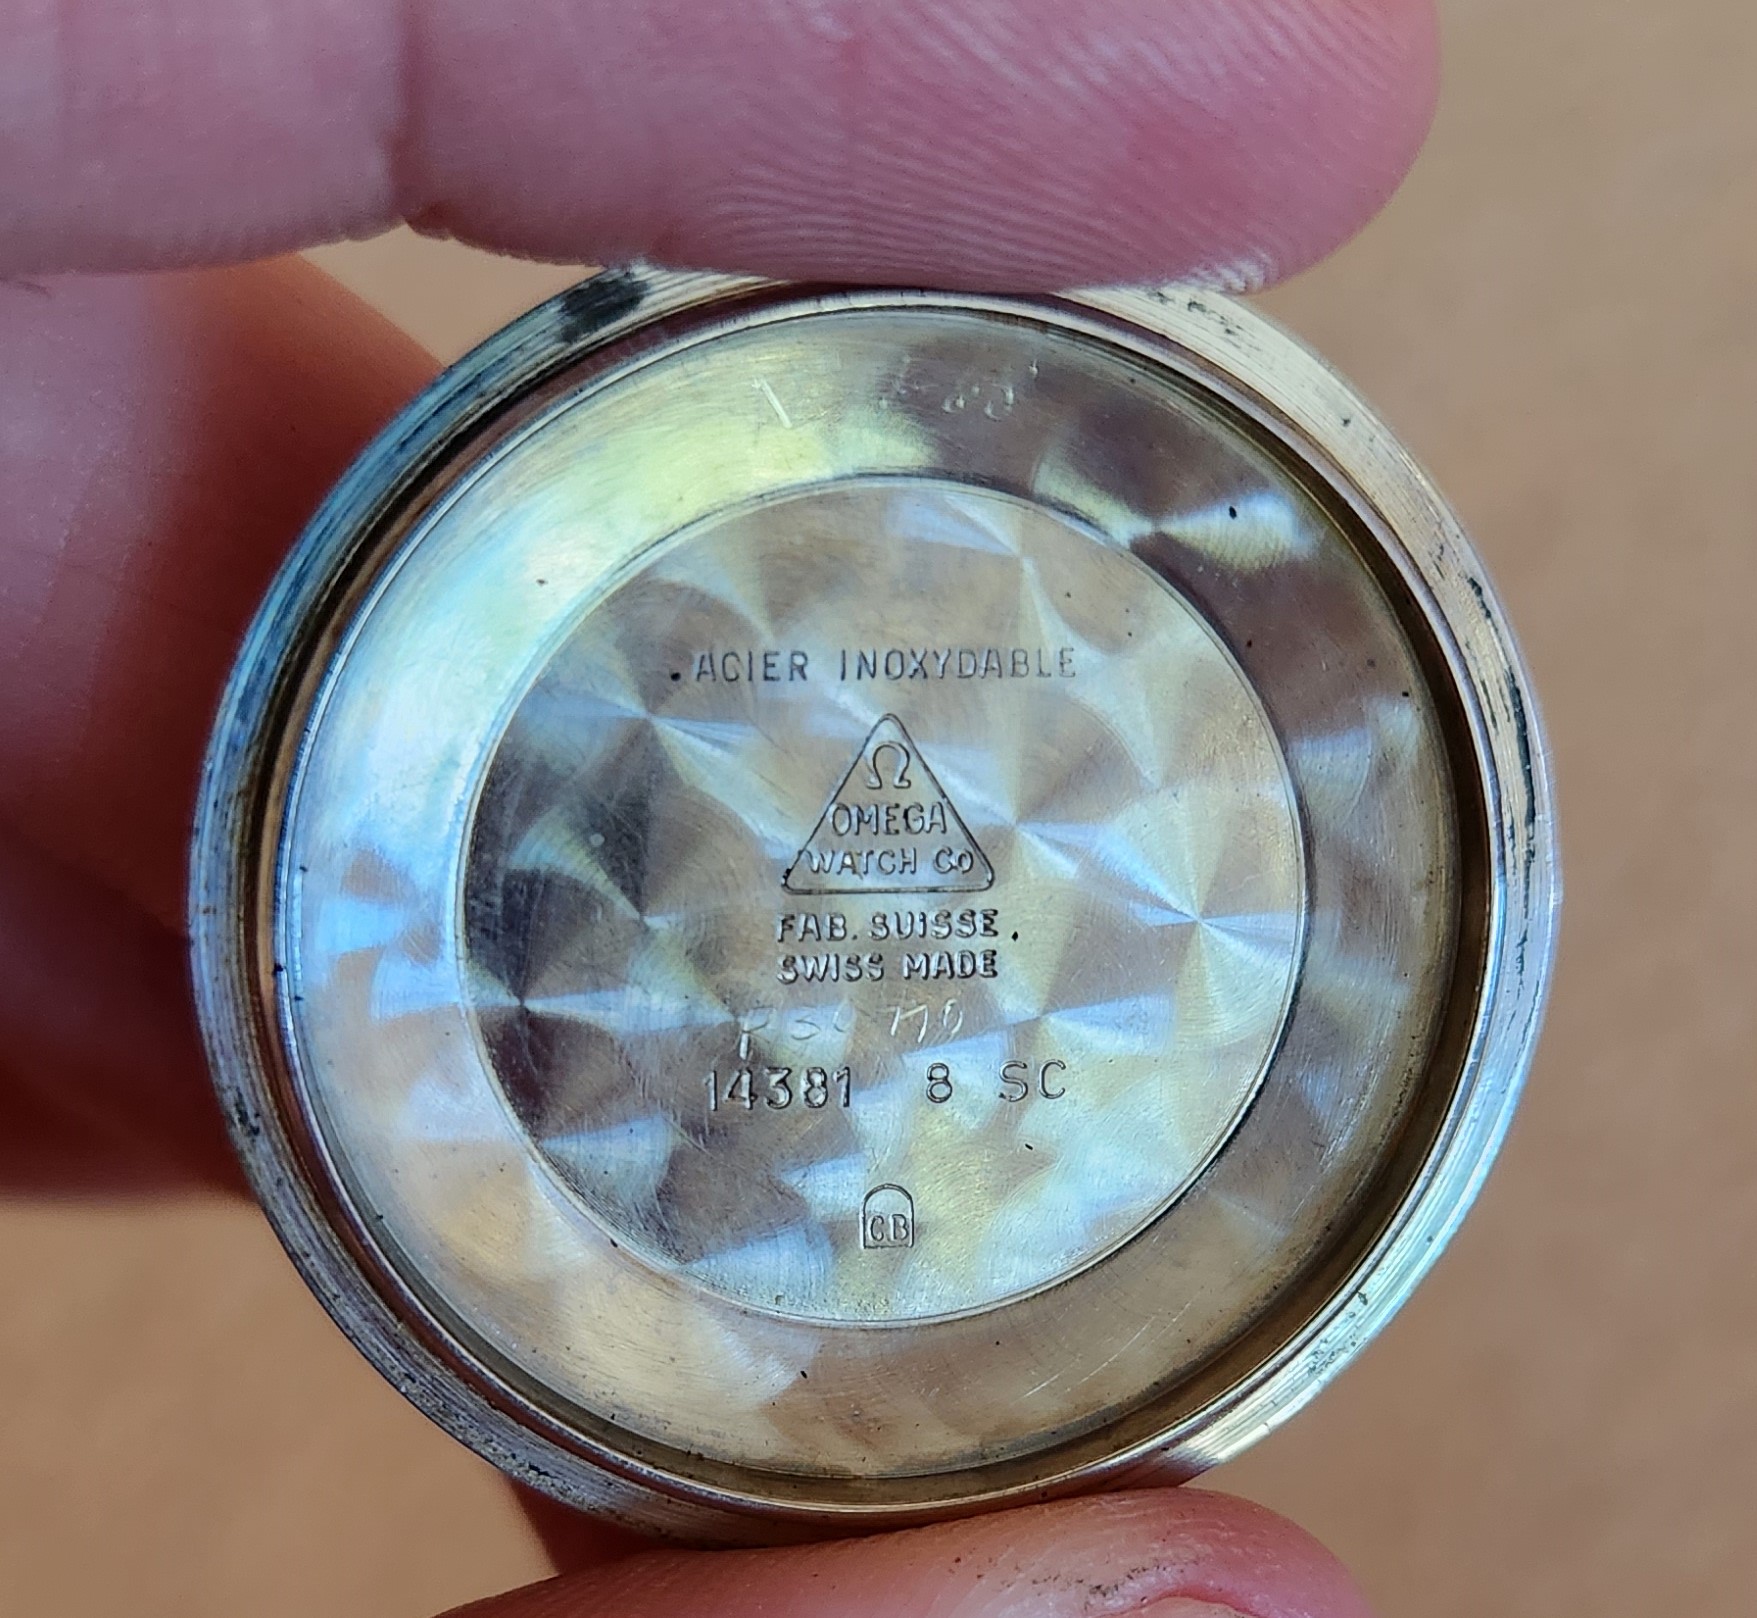 ACIER INOXYDABLE
Ω
OMEGA
WATCH Co
FAB. SUISSE.
SWISS MADE
14381 8 SC
CB